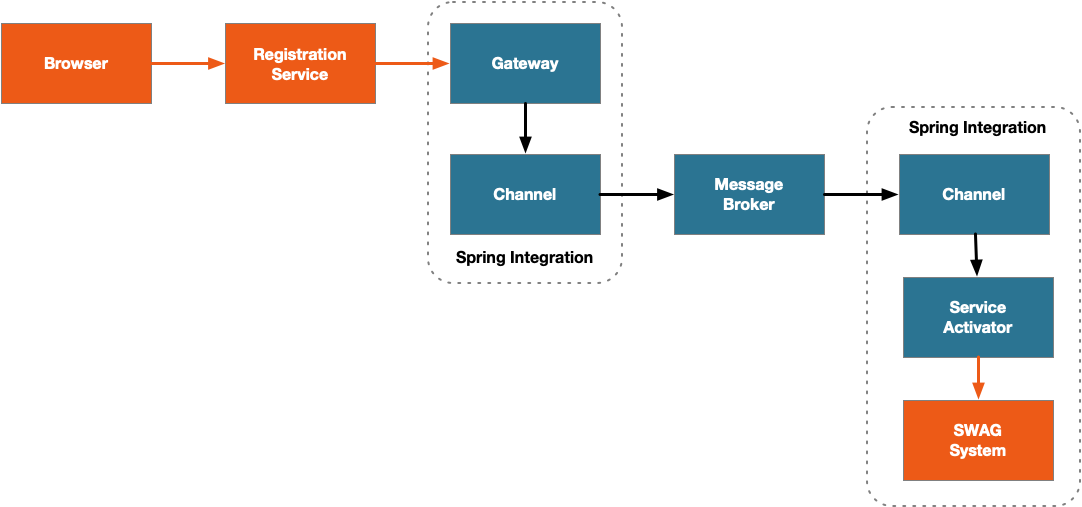 Browser
Registration
Service
Gateway
Channel
Spring Integration
Message
Broker
Spring Integration
Channel
Service
Activator
SWAG
System